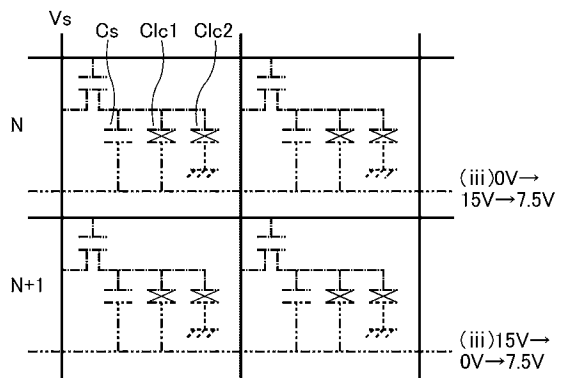 Vs
Cs Clc1 Clc2
N
(iii)0V→
15V→7.5V
N+1
(iii)15V→
0V→7.5V